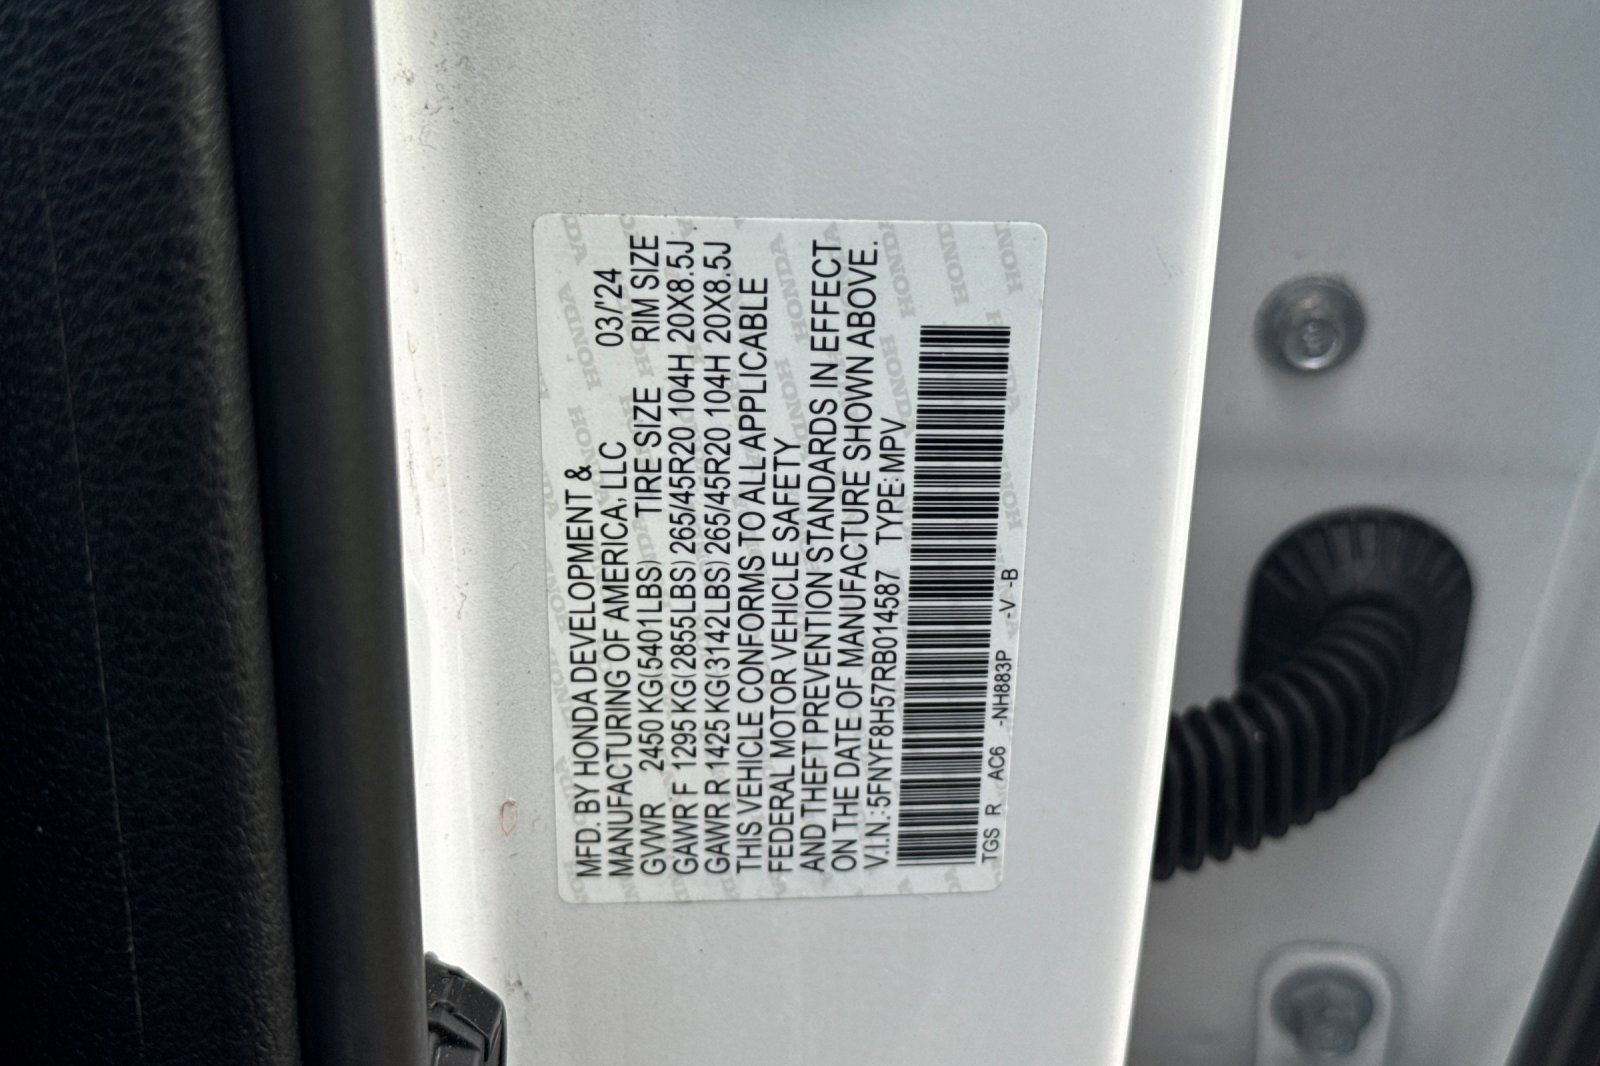 MFD. BY HONDA DEVELOPMENT &
MANUFACTURING OF AMERICA, LLC 03/'24
GVWR 2450 KG(5401LBS) TIRE SIZE RIM SIZE
GAWR F 1295 KG(2855LBS) 265/45R20 104H 20X8.5J
GAWR R 1425 KG(3142LBS) 265/45R20 104H 20X8.5J
THIS VEHICLE CONFORMS TO ALL APPLICABLE
FEDERAL MOTOR VEHICLE SAFETY
AND THEFT PREVENTION STANDARDS IN EFFECT
ON THE DATE OF MANUFACTURE SHOWN ABOVE.
V.I.N.:5FNYF8H57RB014587 TYPE:MPV
TGS R AC6 -NH883P -V- -B